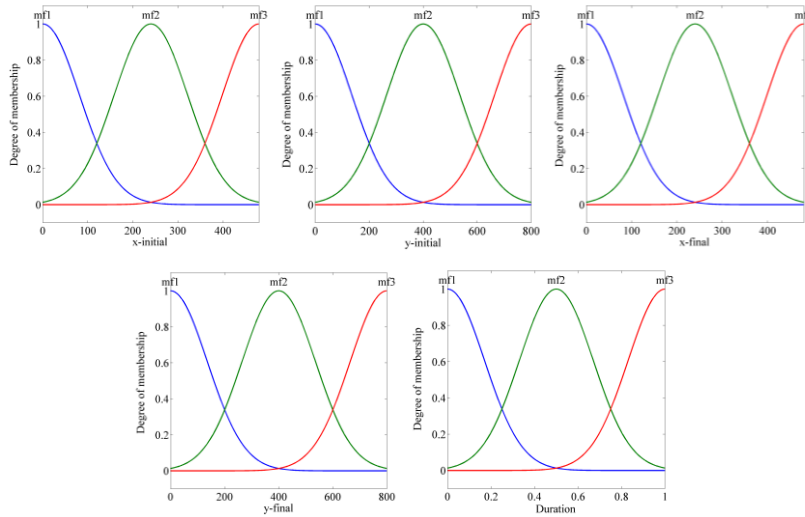 mf1 mf2 mf3
Degree of membership
1
0.8
0.6
0.4
0.2
0
0 100 200 300 400
x-initial
mf1 mf2 mf3
Degree of membership
1
0.8
0.6
0.4
0.2
0
0 200 400 600 800
y-initial
mf1 mf2 mf
Degree of membership
1
0.8
0.6
0.4
0.2
0
0 100 200 300 400
x-final
mf1 mf2 mf3
Degree of membership
1
0.8
0.6
0.4
0.2
0
0 200 400 600 800
y-final
mf1 mf2 mf3
Degree of membership
1
0.8
0.6
0.4
0.2
0
0 0.2 0.4 0.6 0.8 1
Duration